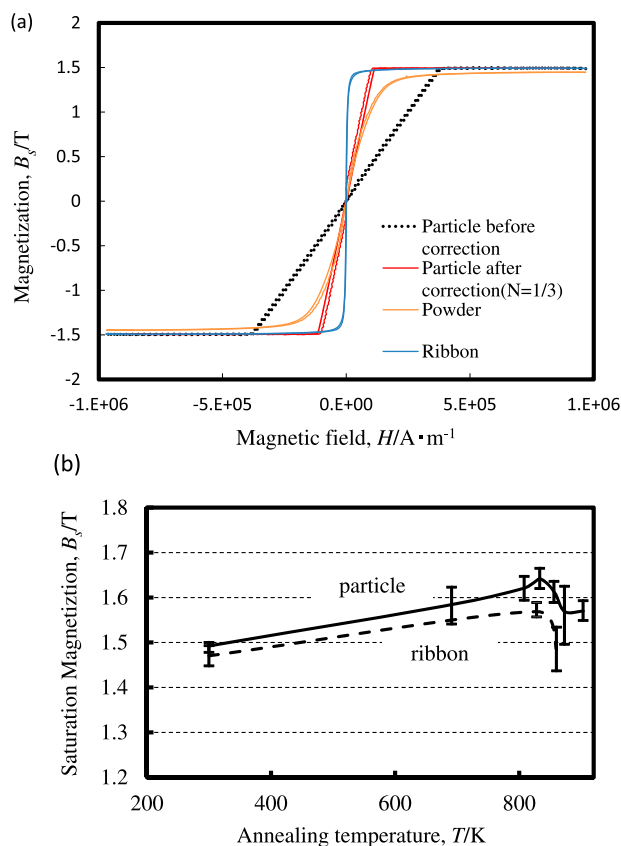 (a)
2
1.5
1
0.5
0
-0.5
-1
-1.5
-2
Magnetization, Bs/T
Particle before
correction
Particle after
correction(N=1/3)
Powder
Ribbon
-1.E+06
-5.E+05
0.E+00
5.E+05
1.E+06
Magnetic field, H/A・m-1
(b)
1.8
1.7
1.6
1.5
1.4
1.3
1.2
Saturation Magnetiztion, Bs/T
particle
ribbon
200
400
600
800
Annealing temperature, T/K